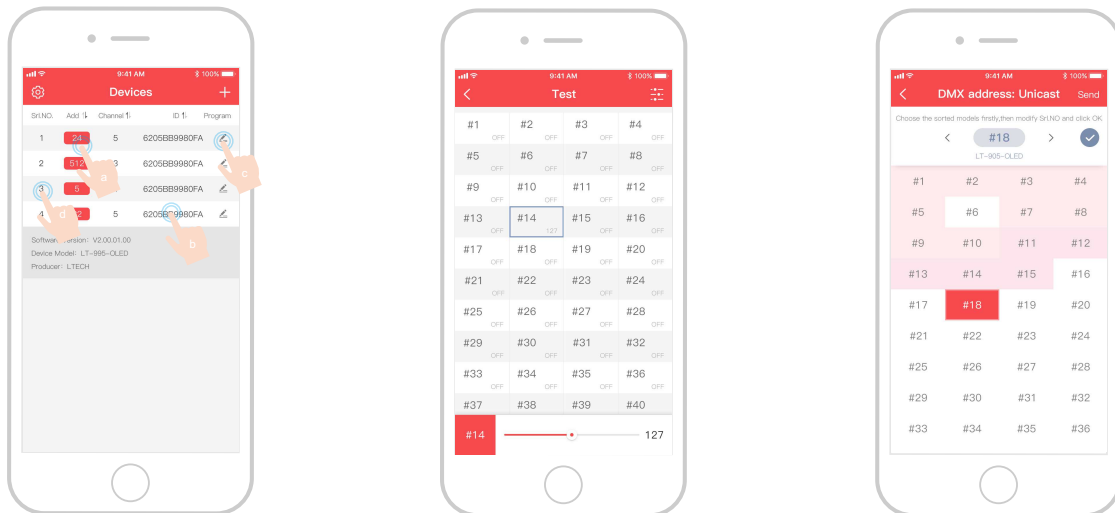 9:41 AM 100%
Devices
Srl.NO. Add Channel ID Program
1 24 5 6205BB9980FA
a
c
2 512 3 6205BB9980FA
3 5 6205BB9980FA
d
4 2 5 6205BB9980FA
b
Software Version: V2.00.01.00
Device Model: LT-995-OLED
Producer: LTECH
9:41 AM 100%
Test
#1 #2 #3 #4
OFF OFF OFF OFF
#5 #6 #7 #8
OFF OFF OFF OFF
#9 #10 #11 #12
OFF OFF OFF OFF
#13 #14 #15 #16
OFF 127 OFF OFF
#17 #18 #19 #20
OFF OFF OFF OFF
#21 #22 #23 #24
OFF OFF OFF OFF
#25 #26 #27 #28
OFF OFF OFF OFF
#29 #30 #31 #32
OFF OFF OFF OFF
#33 #34 #35 #36
OFF OFF OFF OFF
#37 #38 #39 #40
#14 127
9:41 AM 100%
DMX address: Unicast Send
Choose the sorted models firstly,then modify Srl.NO and click OK
< #18 >
LT-905-OLED
#1 #2 #3 #4
#5 #6 #7 #8
#9 #10 #11 #12
#13 #14 #15 #16
#17 #18 #19 #20
#21 #22 #23 #24
#25 #26 #27 #28
#29 #30 #31 #32
#33 #34 #35 #36